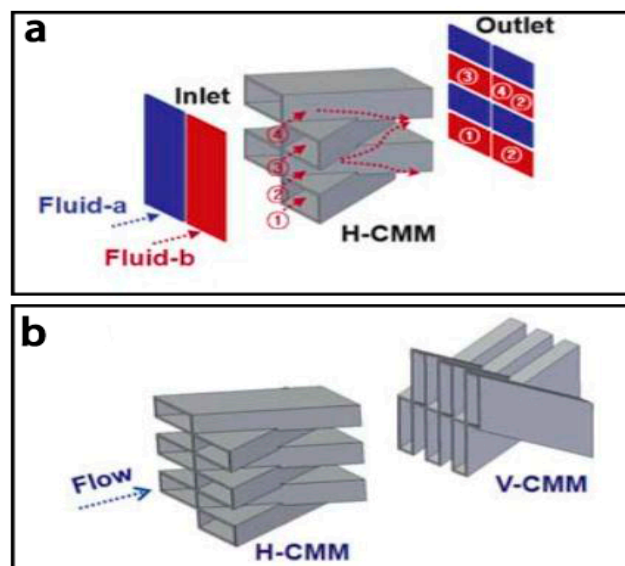 a
Outlet
Inlet
③ ④ ②
① ②
④
③
②
①
Fluid-a
Fluid-b
H-CMM
b
Flow
V-CMM
H-CMM